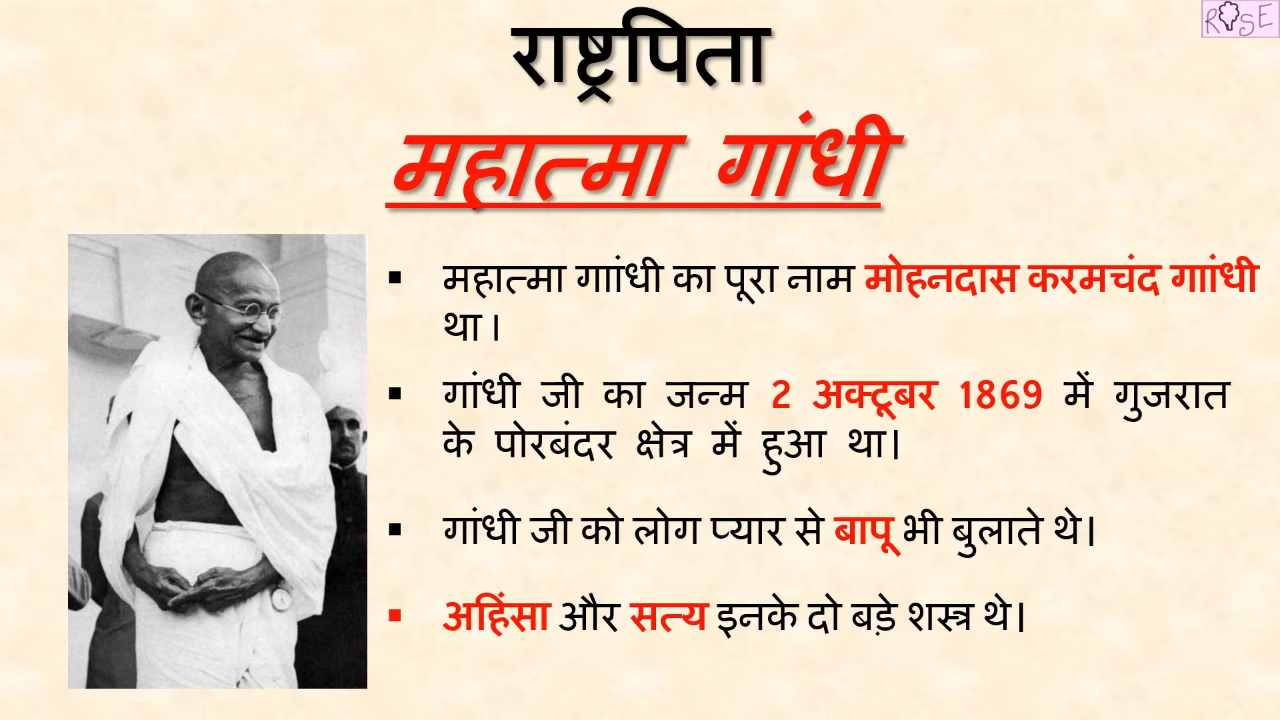 R SE
राष्ट्रपिता
महात्मा गांधी
▪ महात्मा गाांधी का पूरा नाम मोहनदास करमचंद गाांधी
था।
▪ गांधी जी का जन्म 2 अक्टूबर 1869 में गुजरात
के पोरबंदर क्षेत्र में हुआ था।
▪ गांधी जी को लोग प्यार से बापू भी बुलाते थे।
▪ अहिंसा और सत्य इनके दो बड़े शस्त्र थे।